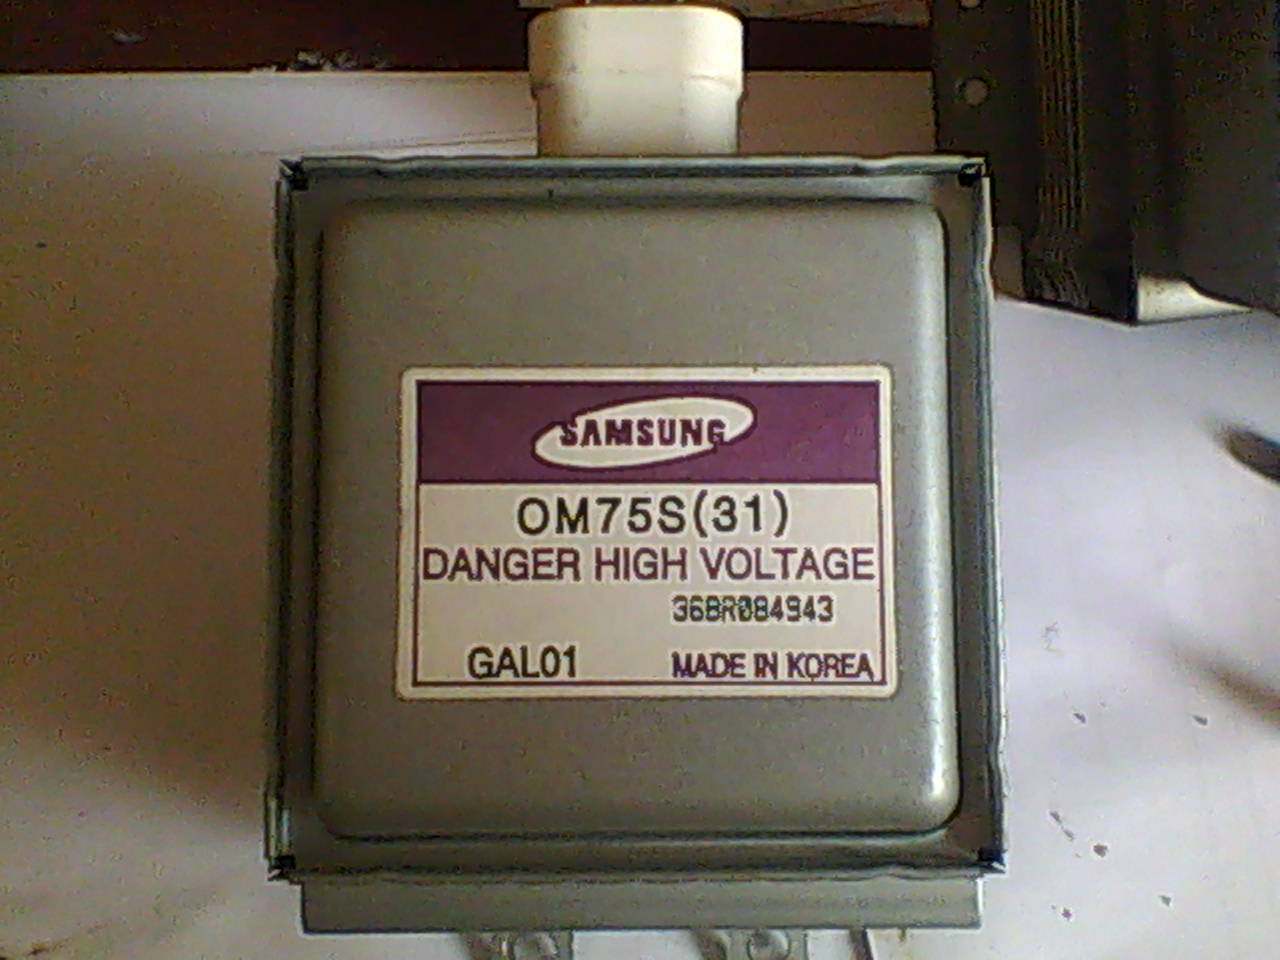 SAMSUNG
OM75S(31)
DANGER HIGH VOLTAGE
36BR084943
GAL01
MADE IN KOREA